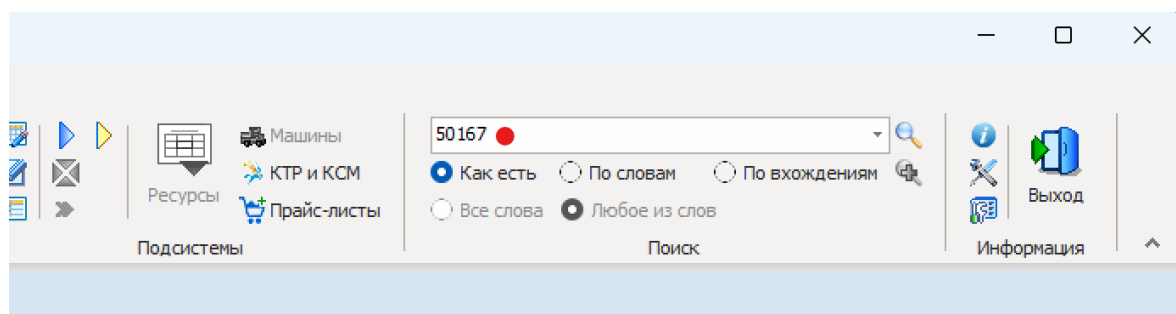 50167
Машины
Как есть По словам По вхождениям
КТР и КСМ
Ресурсы
Выход
Прайс-листы
Все слова Любое из слов
Подсистемы Поиск Информация